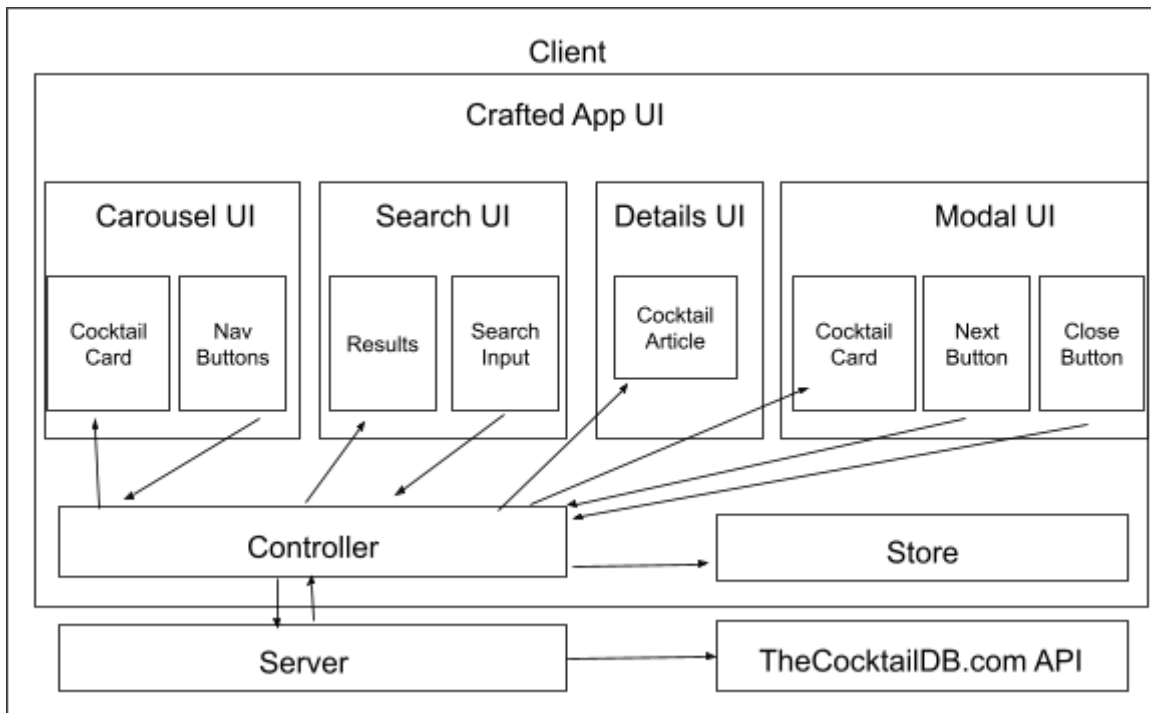 Client
Crafted App UI
Carousel UI
Cocktail
Card
Nav
Buttons
Search UI
Results
Search
Input
Details UI
Cocktail
Article
Modal UI
Cocktail
Card
Next
Button
Close
Button
Controller
Store
Server
TheCocktailDB.com API